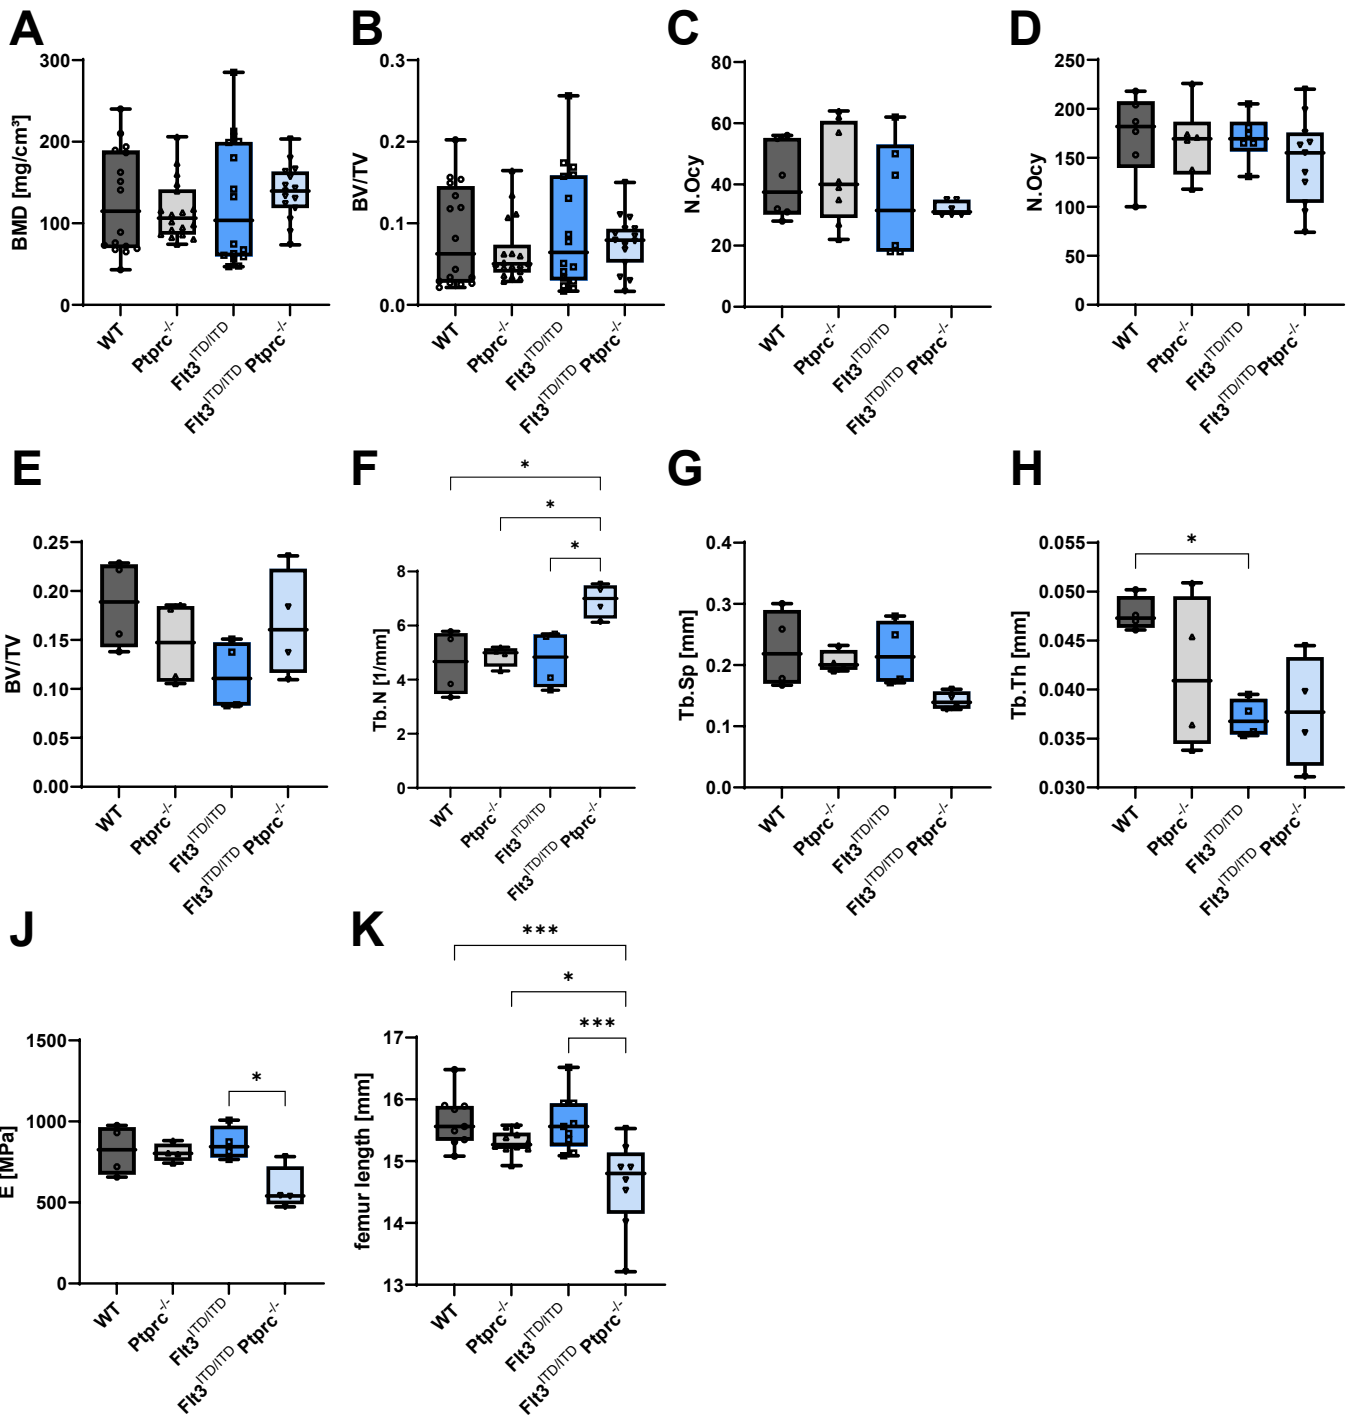 A
BMD [mg/cm³]
300
200
100
0
WT
Ptprc-/-
Flt3ITD/ITD
Flt3ITD/ITD Ptprc-/-
B
BV/TV
0.3
0.2
0.1
0.0
WT
Ptprc-/-
Flt3ITD/ITD
Flt3ITD/ITD Ptprc-/-
C
N.Ocy
80
60
40
20
0
WT
Ptprc-/-
Flt3ITD/ITD
Flt3ITD/ITD Ptprc-/-
D
N.Ocy
250
200
150
100
50
0
WT
Ptprc-/-
Flt3ITD/ITD
Flt3ITD/ITD Ptprc-/-
E
BV/TV
0.25
0.20
0.15
0.10
0.05
0.00
WT
Ptprc-/-
Flt3ITD/ITD
Flt3ITD/ITD Ptprc-/-
F
*
*
*
Tb.N [1/mm]
8
6
4
2
0
WT
Ptprc-/-
Flt3ITD/ITD
Flt3ITD/ITD Ptprc-/-
G
Tb.Sp [mm]
0.4
0.3
0.2
0.1
0.0
WT
Ptprc-/-
Flt3ITD/ITD
Flt3ITD/ITD Ptprc-/-
H
*
Tb.Th [mm]
0.055
0.050
0.045
0.040
0.035
0.030
WT
Ptprc-/-
Flt3ITD/ITD
Flt3ITD/ITD Ptprc-/-
J
*
E [MPa]
1500
1000
500
0
WT
Ptprc-/-
Flt3ITD/ITD
Flt3ITD/ITD Ptprc-/-
K
***
*
***
femur length [mm]
17
16
15
14
13
WT
Ptprc-/-
Flt3ITD/ITD
Flt3ITD/ITD Ptprc-/-